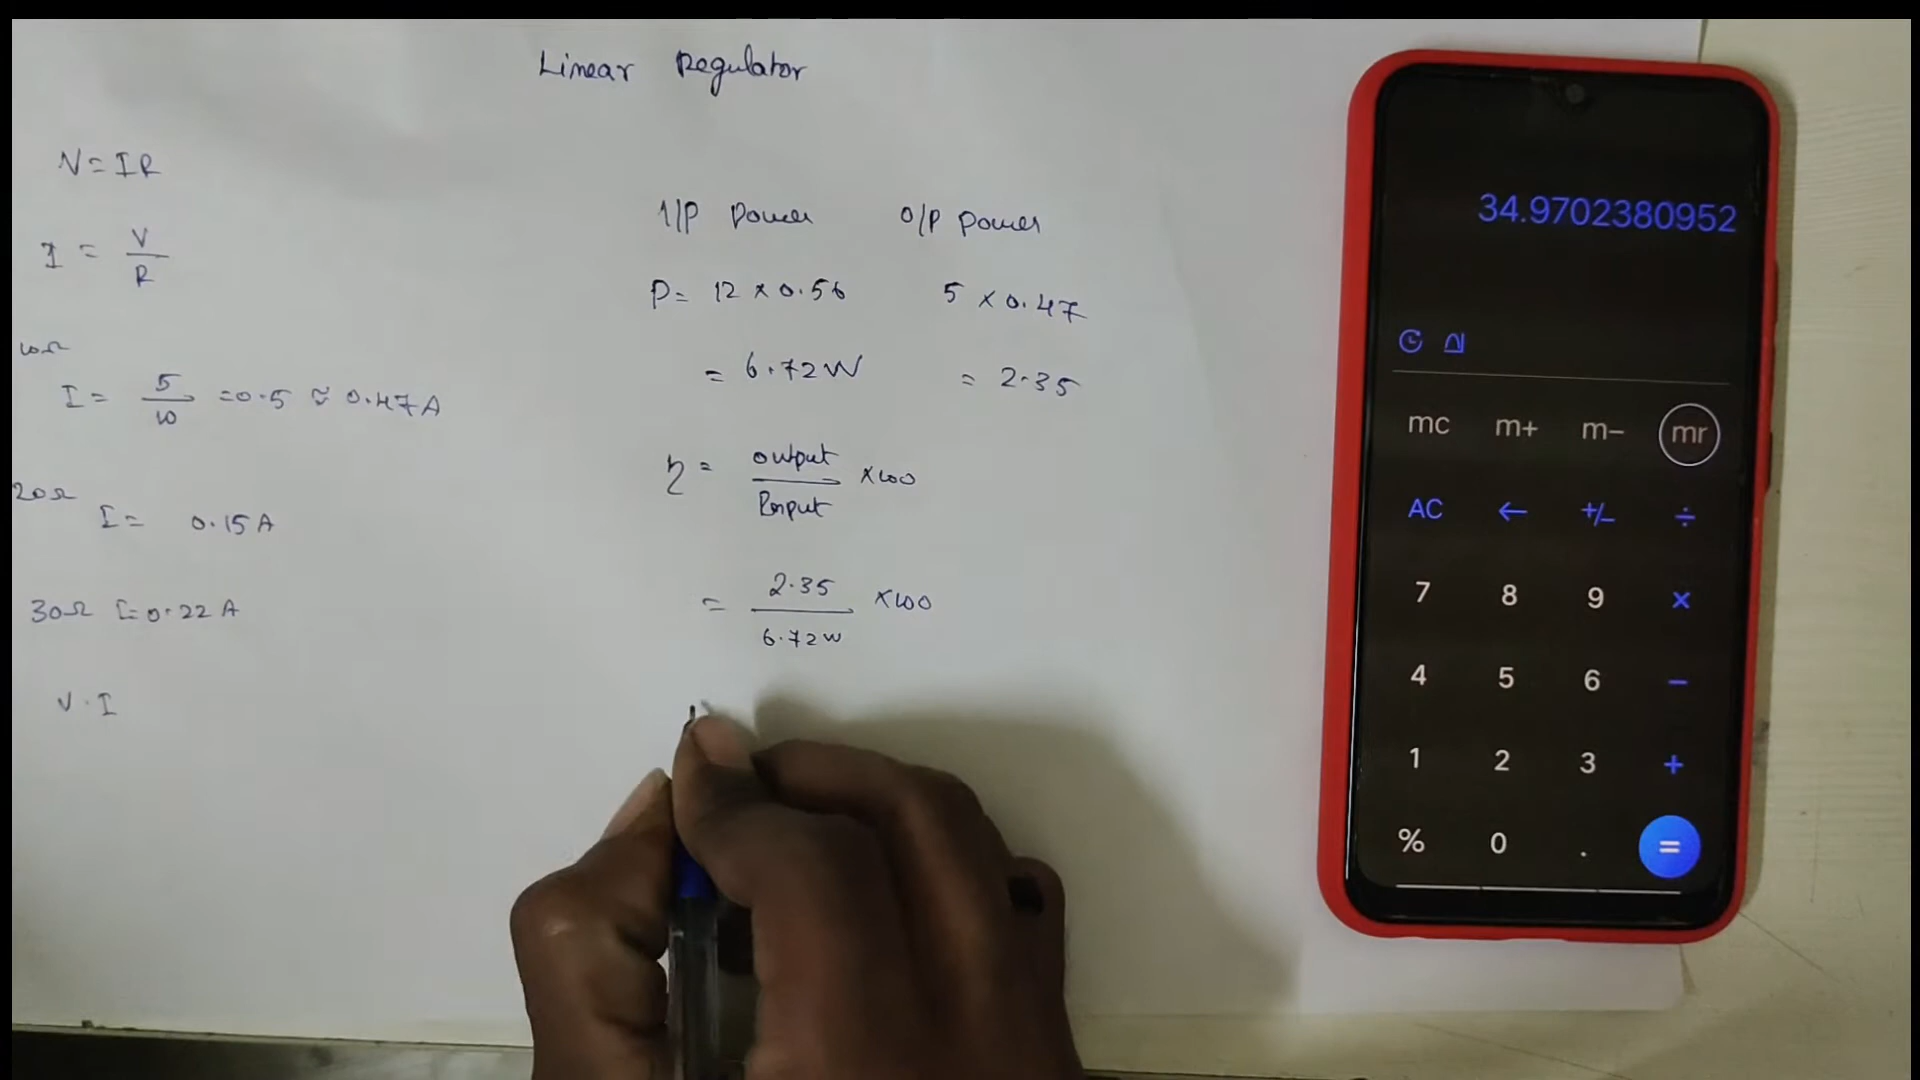 Linear Regulator
V = IR
I = V / R
10Ω
I = 5 / 10 = 0.5 ≈ 0.47A
20Ω
I = 0.15 A
30Ω I = 0.22 A
V . I
I/P Power O/P power
P = 12 x 0.56 5 x 0.47
= 6.72W = 2.35
η = output / input x100
= 2.35 / 6.72W x100
34.9702380952
mc m+ m− mr
AC ← +/− ÷
7 8 9 ×
4 5 6 −
1 2 3 +
% 0 . =